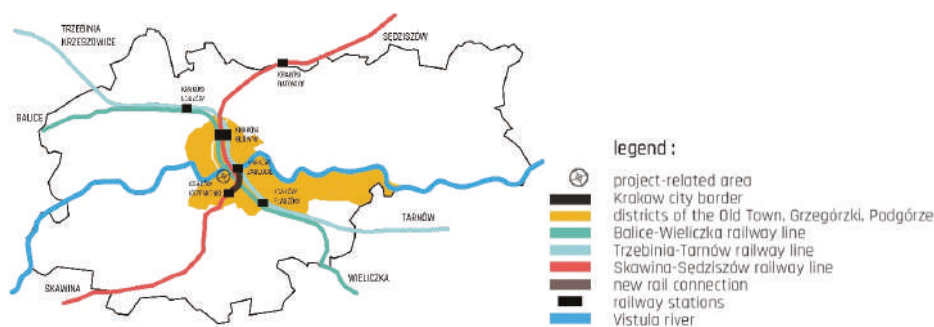 TRZEBINIA
KRZESZOWICE
SĘDZISZÓW
KRAKÓW
BATOWICE
KRAKÓW
ŁOBZÓW
BALICE
KRAKÓW
GŁÓWNY
KRAKÓW
ZABŁOCIE
KRAKÓW
KRAKÓW
PŁASZÓW
TARNÓW
SKAWINA
WIELICZKA
legend :
project-related area
Krakow city border
districts of the Old Town, Grzegórzki, Podgórze
Balice-Wieliczka railway line
Trzebinia-Tarnów railway line
Skawina-Sędziszów railway line
new rail connection
railway stations
Vistula river